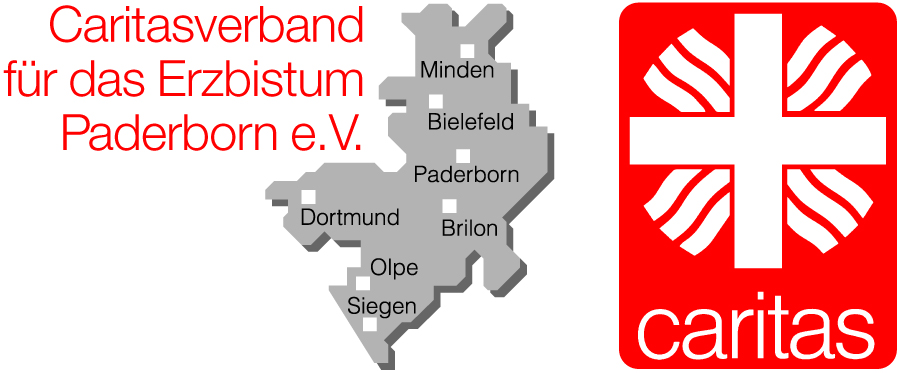 Caritasverband
für das Erzbistum
Paderborn e.V.
Minden
Bielefeld
Paderborn
Dortmund
Brilon
Olpe
Siegen
caritas